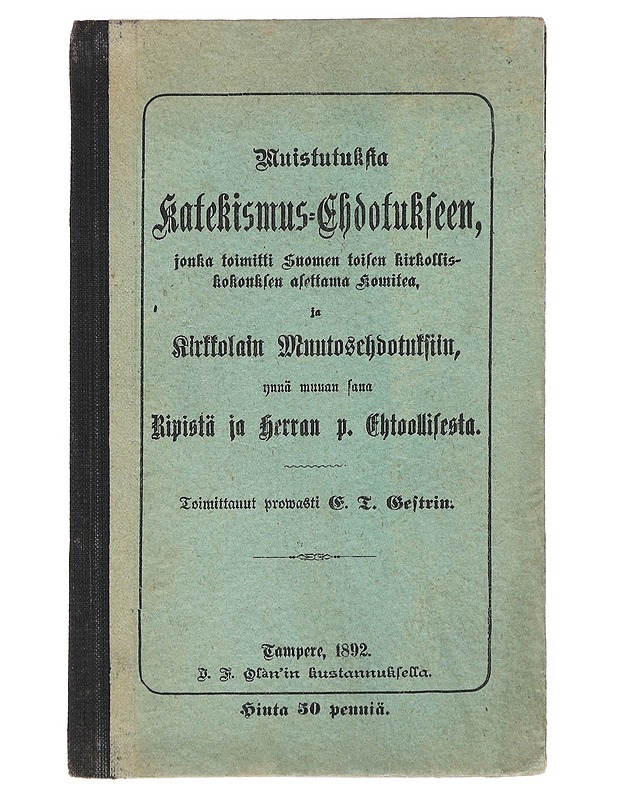 Muistutuksia
Katekismus-Ehdotukseen,
jonka toimitti Suomen toisen kirkollis-
kokouksen asettama Komitea,
ja
Kirkkolain Muutosehdotuksiin,
ynnä muuan sana
Ripistä ja Herran p. Ehtoollisesta.
Toimittanut prowasti E. T. Gestrin.
Tampere, 1892.
J. F. Olàn'in kustannuksella.
Hinta 50 penniä.